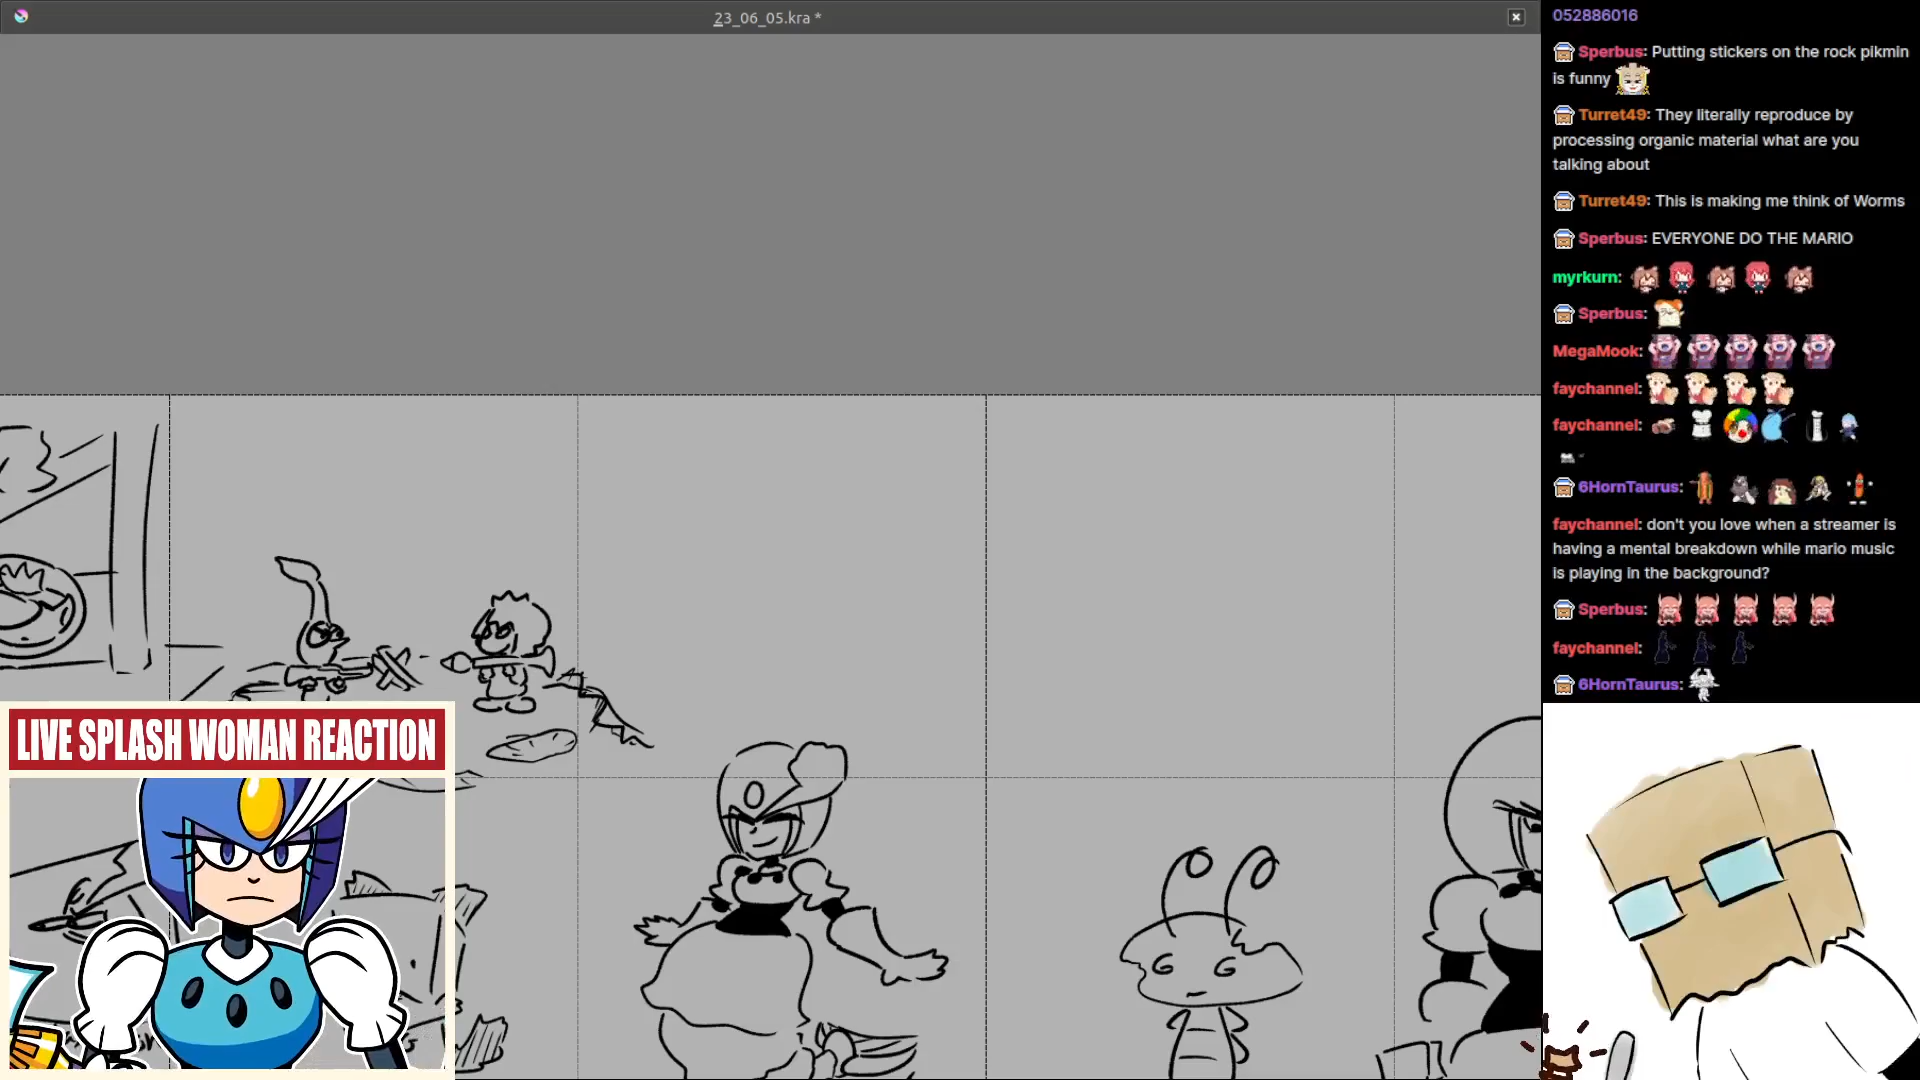 23_06_05.kra *
052886016
Sperbus: Putting stickers on the rock pikmin
is funny
Turret49: They literally reproduce by
processing organic material what are you
talking about
Turret49: This is making me think of Worms
Sperbus: EVERYONE DO THE MARIO
myrkurn:
Sperbus:
MegaMook:
faychannel:
faychannel:
6HornTaurus:
faychannel: don't you love when a streamer is
having a mental breakdown while mario music
is playing in the background?
Sperbus:
faychannel:
6HornTaurus:
LIVE SPLASH WOMAN REACTION